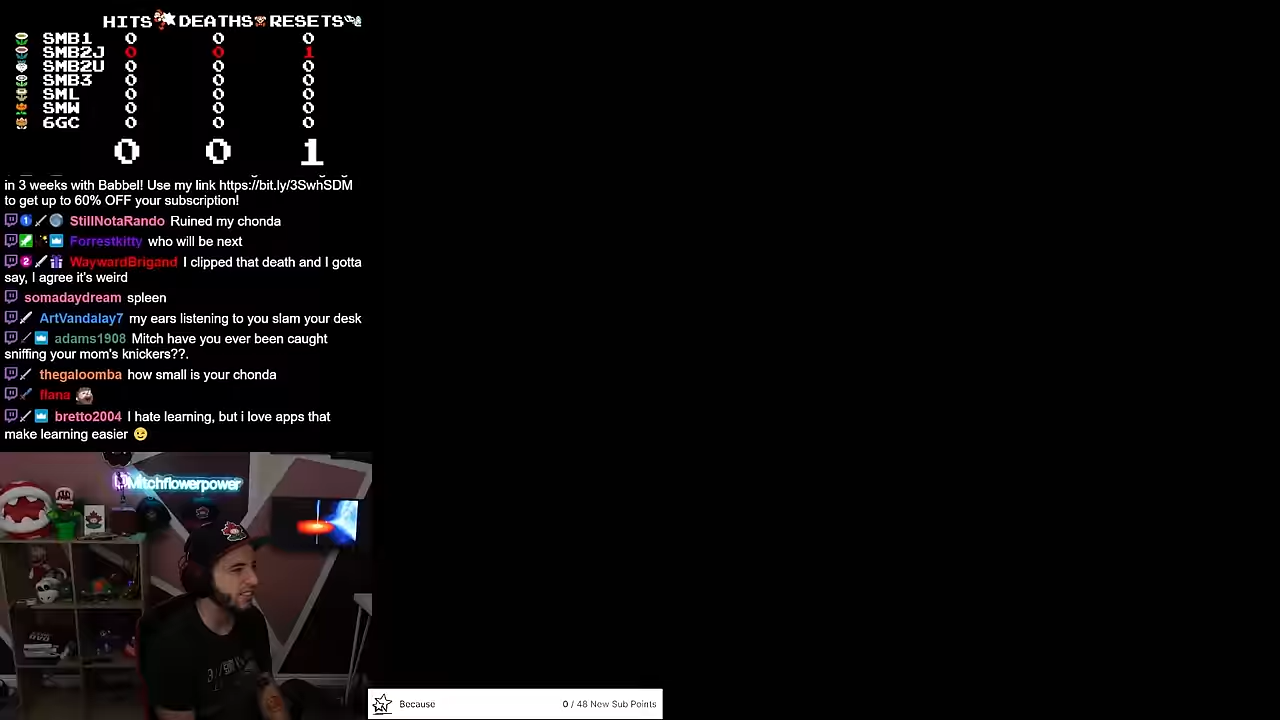 HITS DEATHS RESETS
SMB1 0 0 0
SMB2J 0 0 1
SMB2U 0 0 0
SMB3 0 0 0
SML 0 0 0
SMW 0 0 0
6GC 0 0 0
0 0 1
in 3 weeks with Babbel! Use my link https://bit.ly/3SwhSDM
to get up to 60% OFF your subscription!
1 StillNotaRando Ruined my chonda
Forrestkitty who will be next
2 WaywardBrigand I clipped that death and I gotta
say, I agree it's weird
somadaydream spleen
ArtVandalay7 my ears listening to you slam your desk
adams1908 Mitch have you ever been caught
sniffing your mom's knickers??.
thegaloomba how small is your chonda
flana
bretto2004 I hate learning, but i love apps that
make learning easier 😉
Mitchflowerpower
Because 0 / 48 New Sub Points